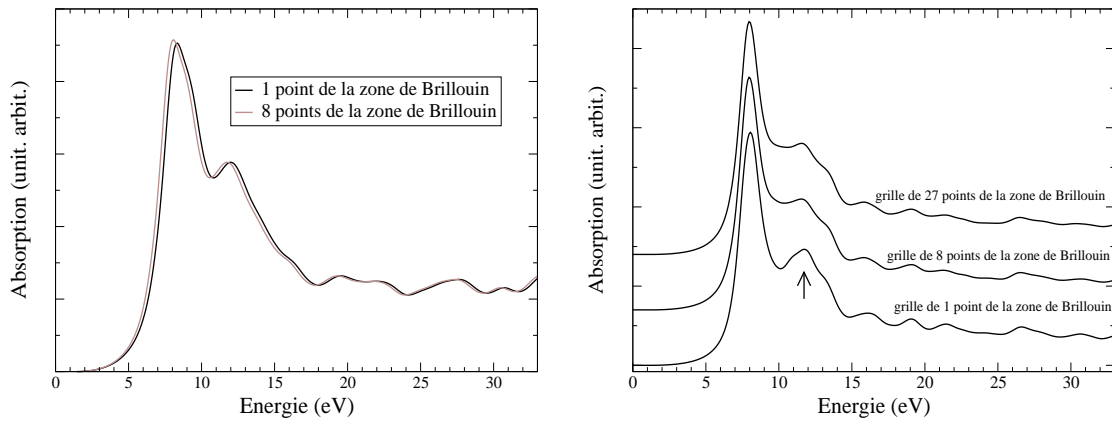 Absorption (unit. arbit.)
1 point de la zone de Brillouin
8 points de la zone de Brillouin
0 5 10 15 20 25 30
Energie (eV)
Absorption (unit. arbit.)
grille de 27 points de la zone de Brillouin
grille de 8 points de la zone de Brillouin
grille de 1 point de la zone de Brillouin
0 5 10 15 20 25 30
Energie (eV)